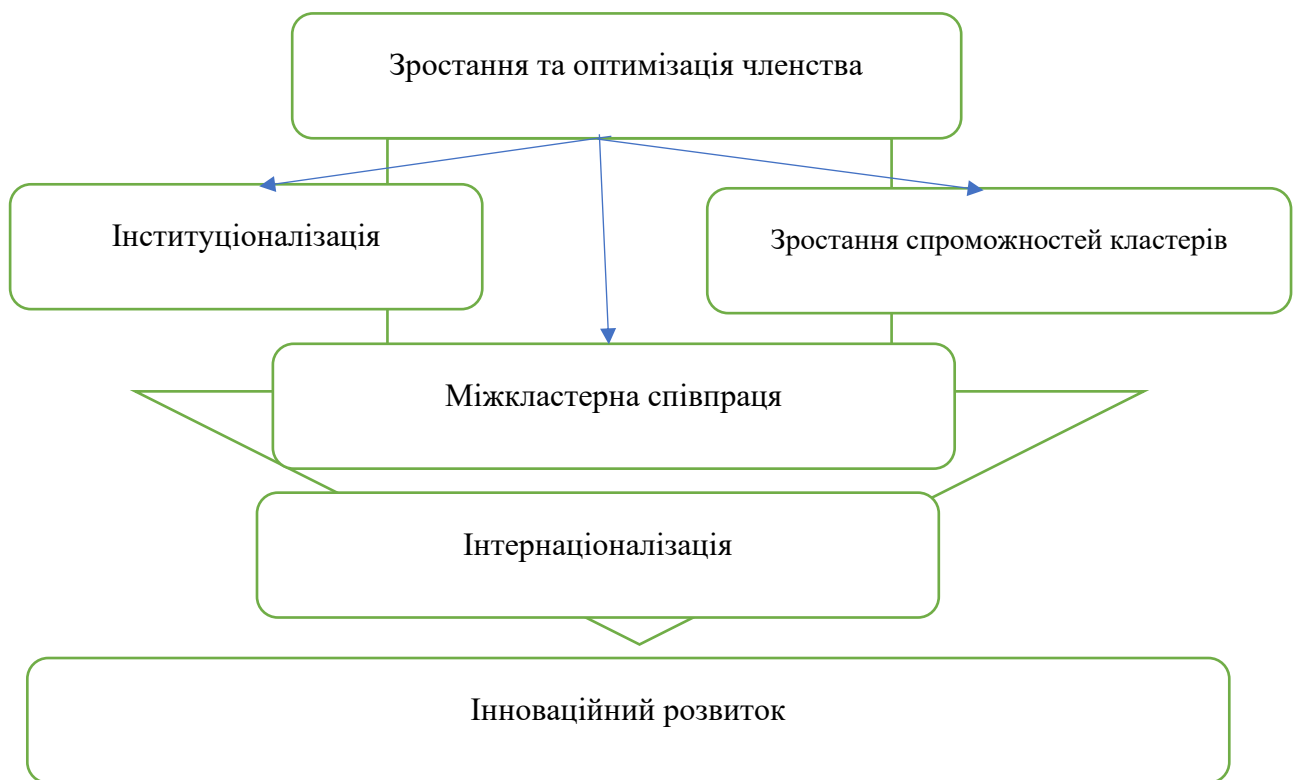 Зростання та оптимізація членства
Інституціоналізація
Зростання спроможностей кластерів
Міжкластерна співпраця
Інтернаціоналізація
Інноваційний розвиток